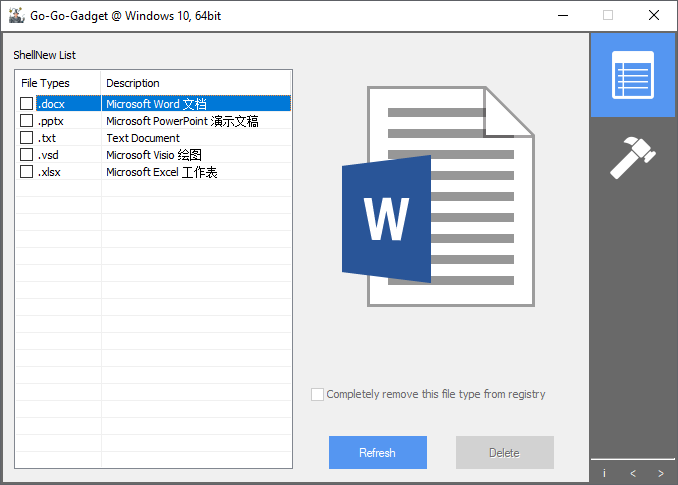 Go-Go-Gadget @ Windows 10, 64bit
ShellNew List
File Types Description
.docx Microsoft Word 文档
.pptx Microsoft PowerPoint 演示文稿
.txt Text Document
.vsd Microsoft Visio 绘图
.xlsx Microsoft Excel 工作表
W
Completely remove this file type from registry
Refresh Delete
i < >